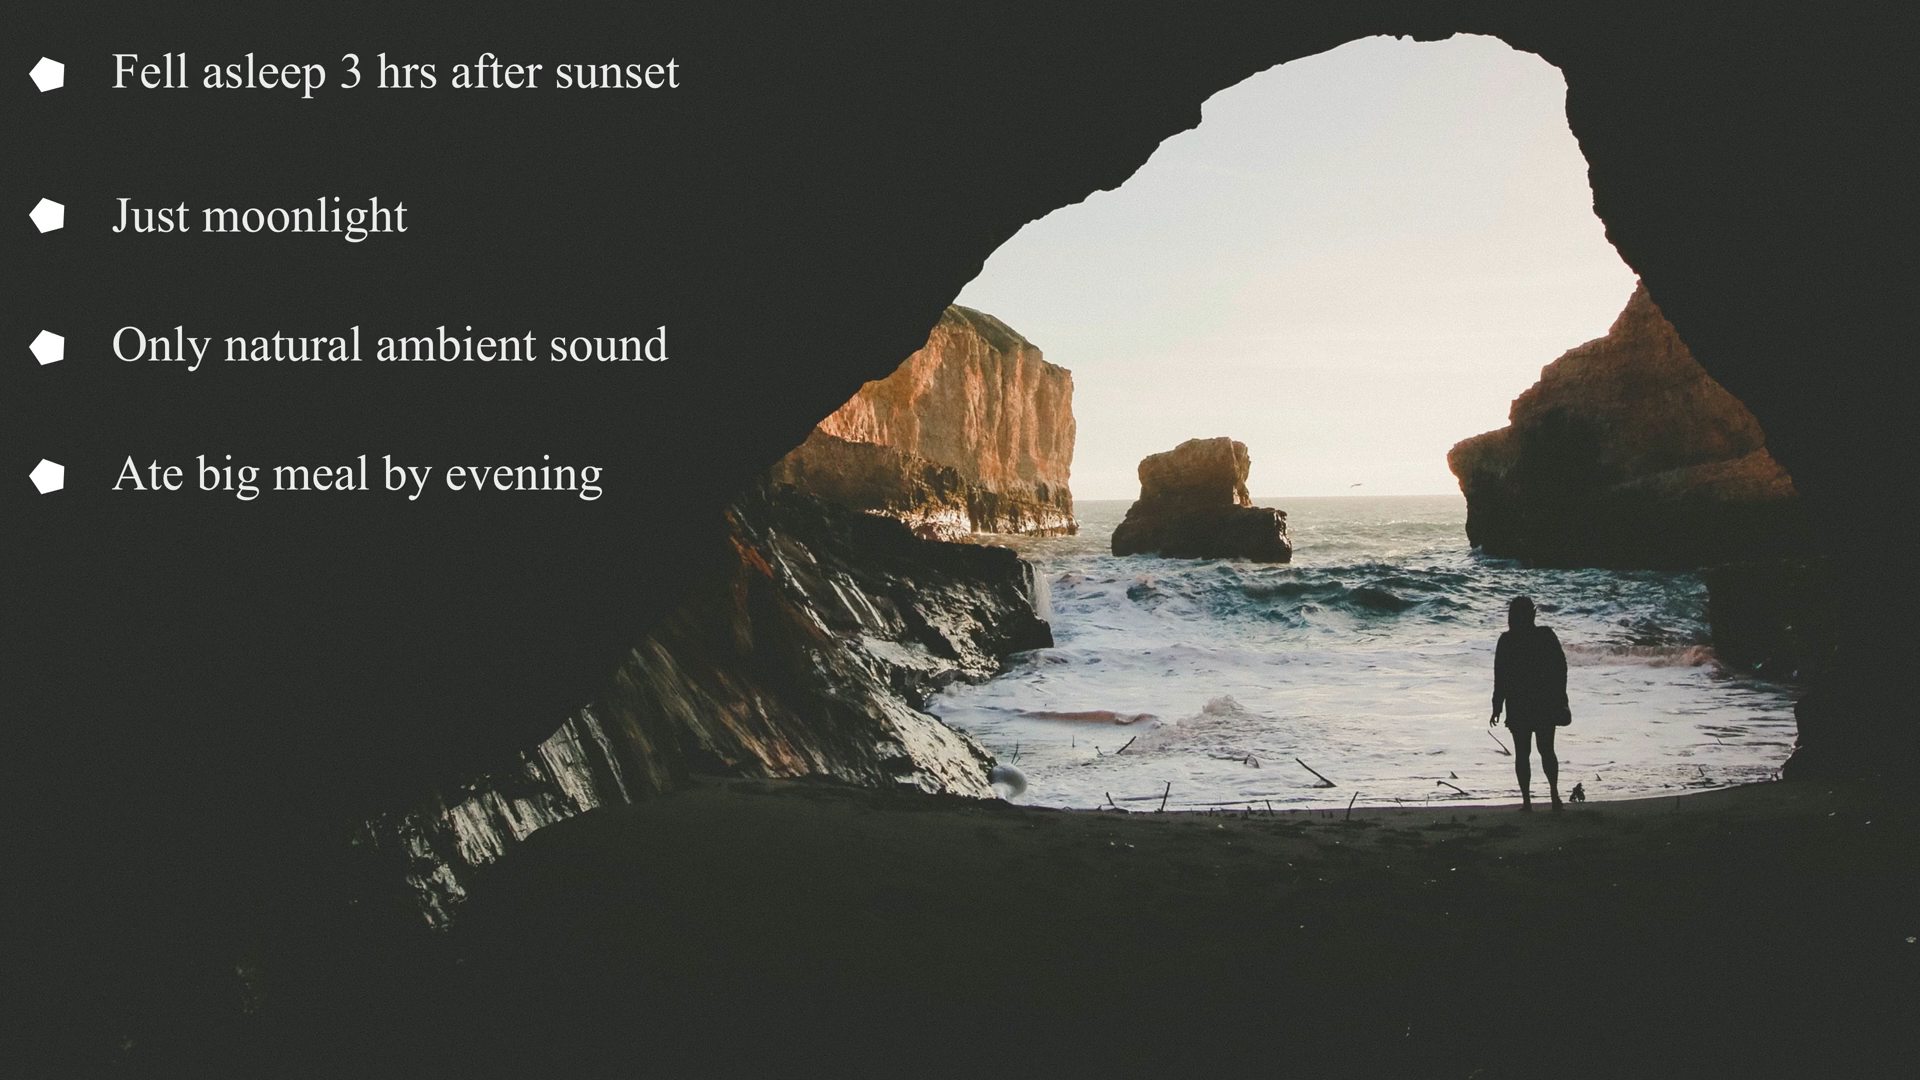 Fell asleep 3 hrs after sunset
Just moonlight
Only natural ambient sound
Ate big meal by evening